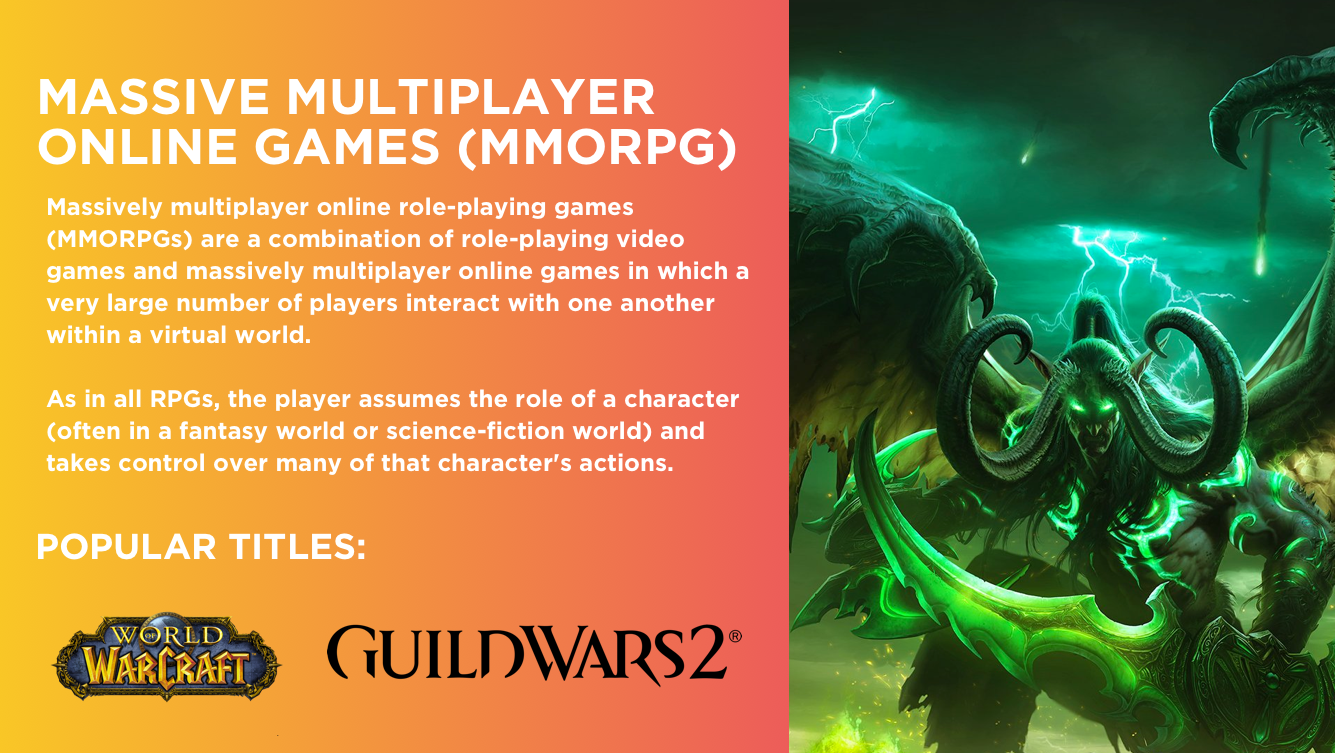 MASSIVE MULTIPLAYER
ONLINE GAMES (MMORPG)
Massively multiplayer online role-playing games
(MMORPGs) are a combination of role-playing video
games and massively multiplayer online games in which a
very large number of players interact with one another
within a virtual world.
As in all RPGs, the player assumes the role of a character
(often in a fantasy world or science-fiction world) and
takes control over many of that character's actions.
POPULAR TITLES:
WORLD
OF
WARCRAFT
GUILD WARS 2®